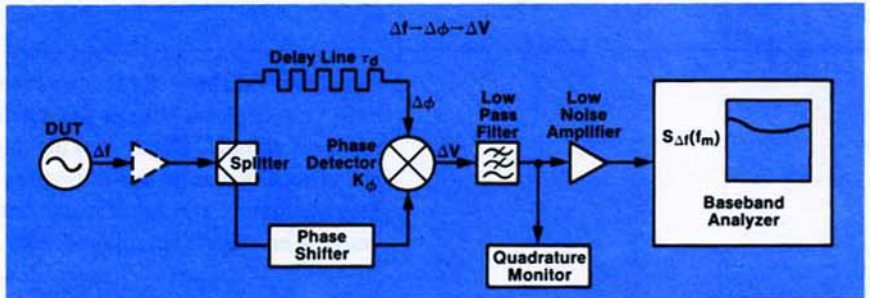 Δf→Δϕ→ΔV
Delay Line τd
Δϕ
DUT
Δf
Splitter
Phase
Detector
Kϕ
ΔV
Low
Pass
Filter
Low
Noise
Amplifier
SΔf(fm)
Baseband
Analyzer
Phase
Shifter
Quadrature
Monitor